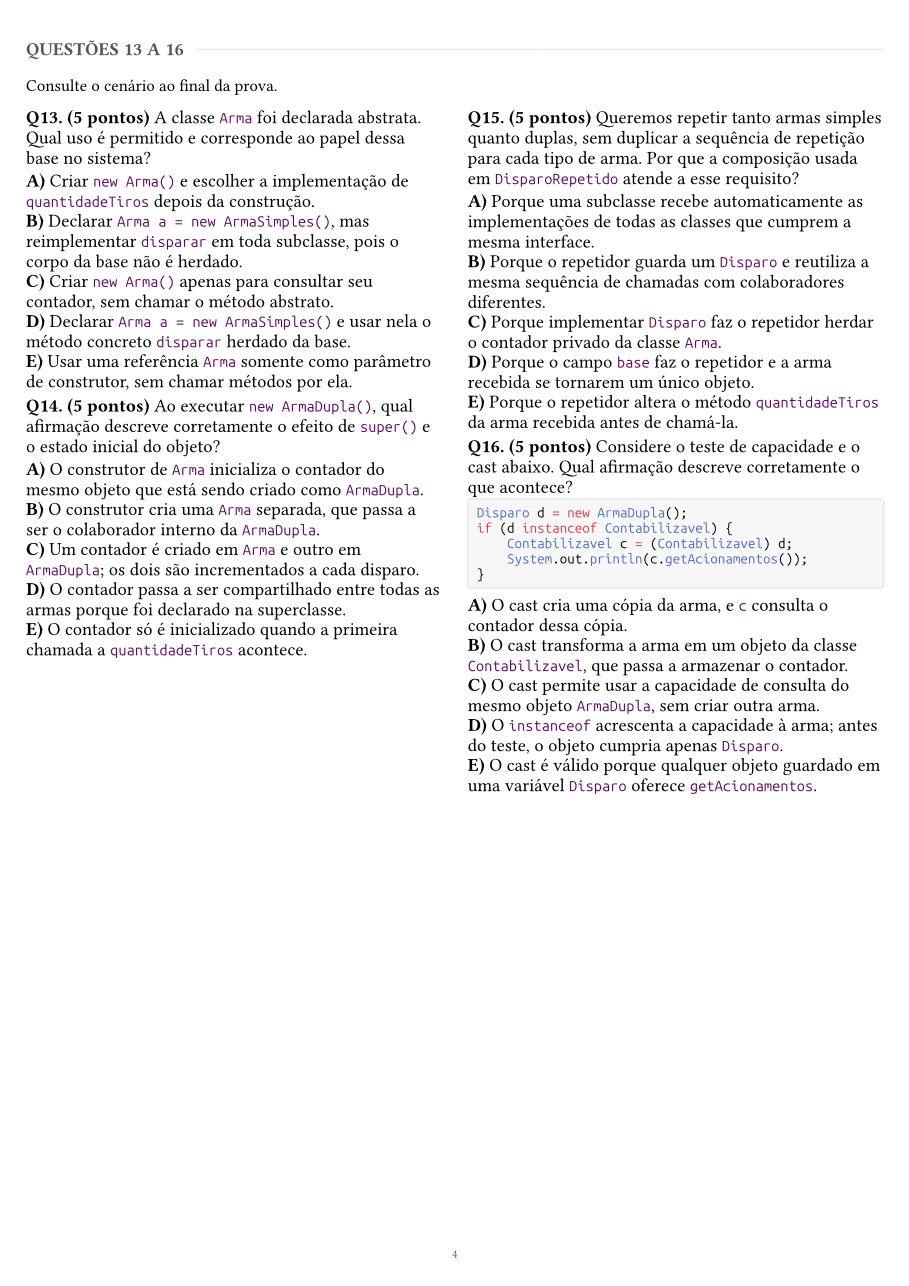 QUESTÕES 13 A 16
Consulte o cenário ao final da prova.
Q13. (5 pontos) A classe Arma foi declarada abstrata.
Qual uso é permitido e corresponde ao papel dessa
base no sistema?
A) Criar new Arma() e escolher a implementação de
quantidadeTiros depois da construção.
B) Declarar Arma a = new ArmaSimples(), mas
reimplementar disparar em toda subclasse, pois o
corpo da base não é herdado.
C) Criar new Arma() apenas para consultar seu
contador, sem chamar o método abstrato.
D) Declarar Arma a = new ArmaSimples() e usar nela o
método concreto disparar herdado da base.
E) Usar uma referência Arma somente como parâmetro
de construtor, sem chamar métodos por ela.
Q14. (5 pontos) Ao executar new ArmaDupla(), qual
afirmação descreve corretamente o efeito de super() e
o estado inicial do objeto?
A) O construtor de Arma inicializa o contador do
mesmo objeto que está sendo criado como ArmaDupla.
B) O construtor cria uma Arma separada, que passa a
ser o colaborador interno da ArmaDupla.
C) Um contador é criado em Arma e outro em
ArmaDupla; os dois são incrementados a cada disparo.
D) O contador passa a ser compartilhado entre todas as
armas porque foi declarado na superclasse.
E) O contador só é inicializado quando a primeira
chamada a quantidadeTiros acontece.
Q15. (5 pontos) Queremos repetir tanto armas simples
quanto duplas, sem duplicar a sequência de repetição
para cada tipo de arma. Por que a composição usada
em DisparoRepetido atende a esse requisito?
A) Porque uma subclasse recebe automaticamente as
implementações de todas as classes que cumprem a
mesma interface.
B) Porque o repetidor guarda um Disparo e reutiliza a
mesma sequência de chamadas com colaboradores
diferentes.
C) Porque implementar Disparo faz o repetidor herdar
o contador privado da classe Arma.
D) Porque o campo base faz o repetidor e a arma
recebida se tornarem um único objeto.
E) Porque o repetidor altera o método quantidadeTiros
da arma recebida antes de chamá-la.
Q16. (5 pontos) Considere o teste de capacidade e o
cast abaixo. Qual afirmação descreve corretamente o
que acontece?
Disparo d = new ArmaDupla();
if (d instanceof Contabilizavel) {
    Contabilizavel c = (Contabilizavel) d;
    System.out.println(c.getAcionamentos());
}
A) O cast cria uma cópia da arma, e c consulta o
contador dessa cópia.
B) O cast transforma a arma em um objeto da classe
Contabilizavel, que passa a armazenar o contador.
C) O cast permite usar a capacidade de consulta do
mesmo objeto ArmaDupla, sem criar outra arma.
D) O instanceof acrescenta a capacidade à arma; antes
do teste, o objeto cumpria apenas Disparo.
E) O cast é válido porque qualquer objeto guardado em
uma variável Disparo oferece getAcionamentos.
4